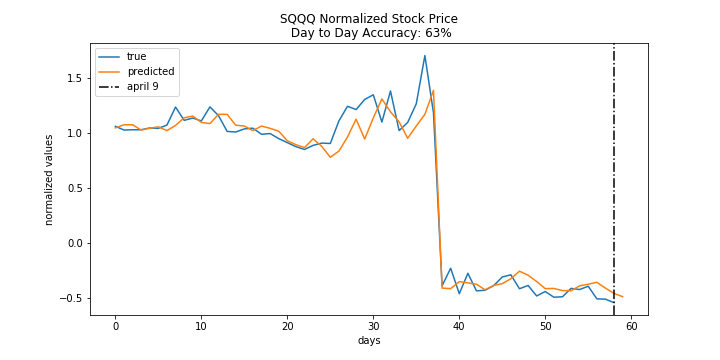 SQQQ Normalized Stock Price
Day to Day Accuracy: 63%
true
predicted
april 9
normalized values
1.5
1.0
0.5
0.0
−0.5
0 10 20 30 40 50 60
days